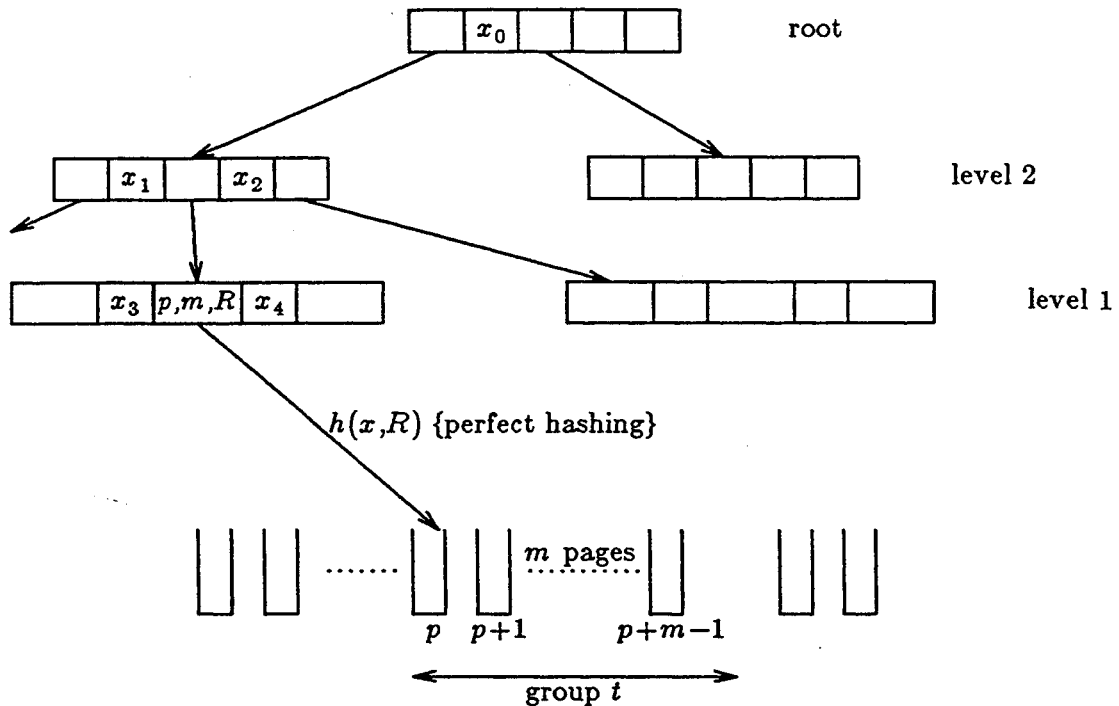 x₀ root
x₁ x₂ level 2
x₃ p,m,R x₄ level 1
h(x,R) {perfect hashing}
m pages
p p+1 p+m−1
group t